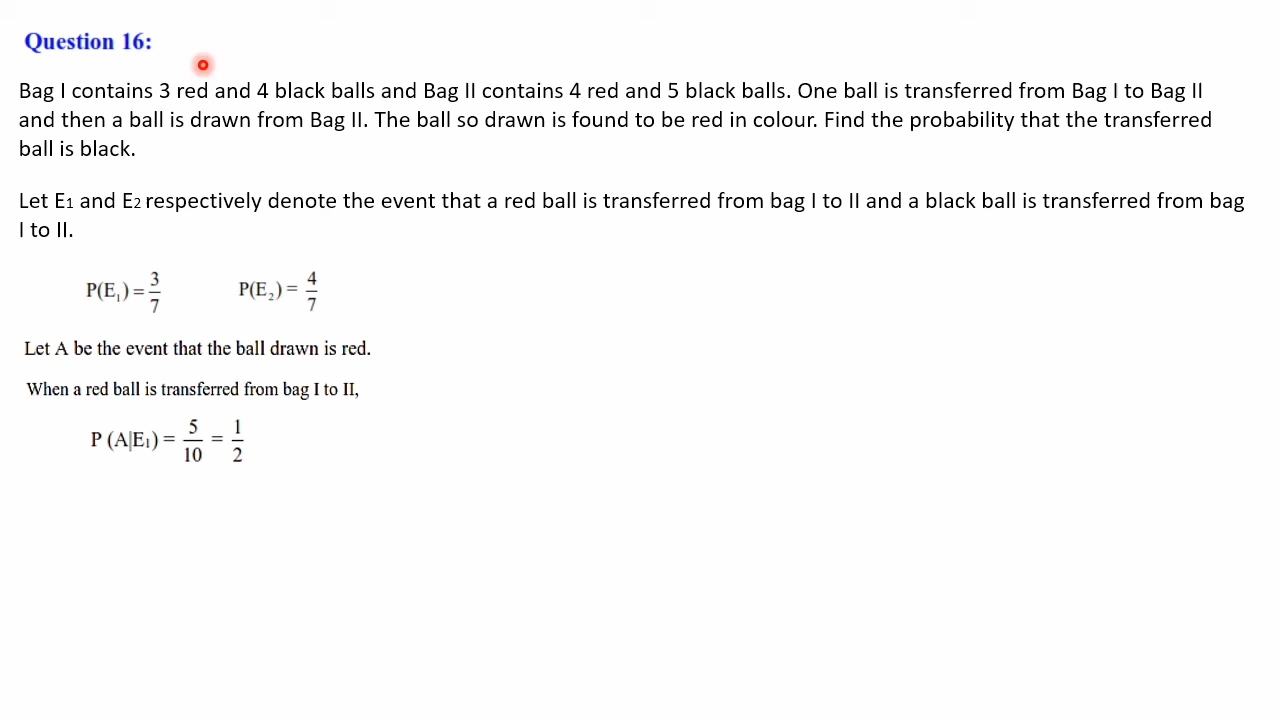 Question 16:
Bag I contains 3 red and 4 black balls and Bag II contains 4 red and 5 black balls. One ball is transferred from Bag I to Bag II
and then a ball is drawn from Bag II. The ball so drawn is found to be red in colour. Find the probability that the transferred
ball is black.
Let E1 and E2 respectively denote the event that a red ball is transferred from bag I to II and a black ball is transferred from bag
I to II.
P(E₁) = 3/7 P(E₂) = 4/7
Let A be the event that the ball drawn is red.
When a red ball is transferred from bag I to II,
P (A|E₁) = 5/10 = 1/2